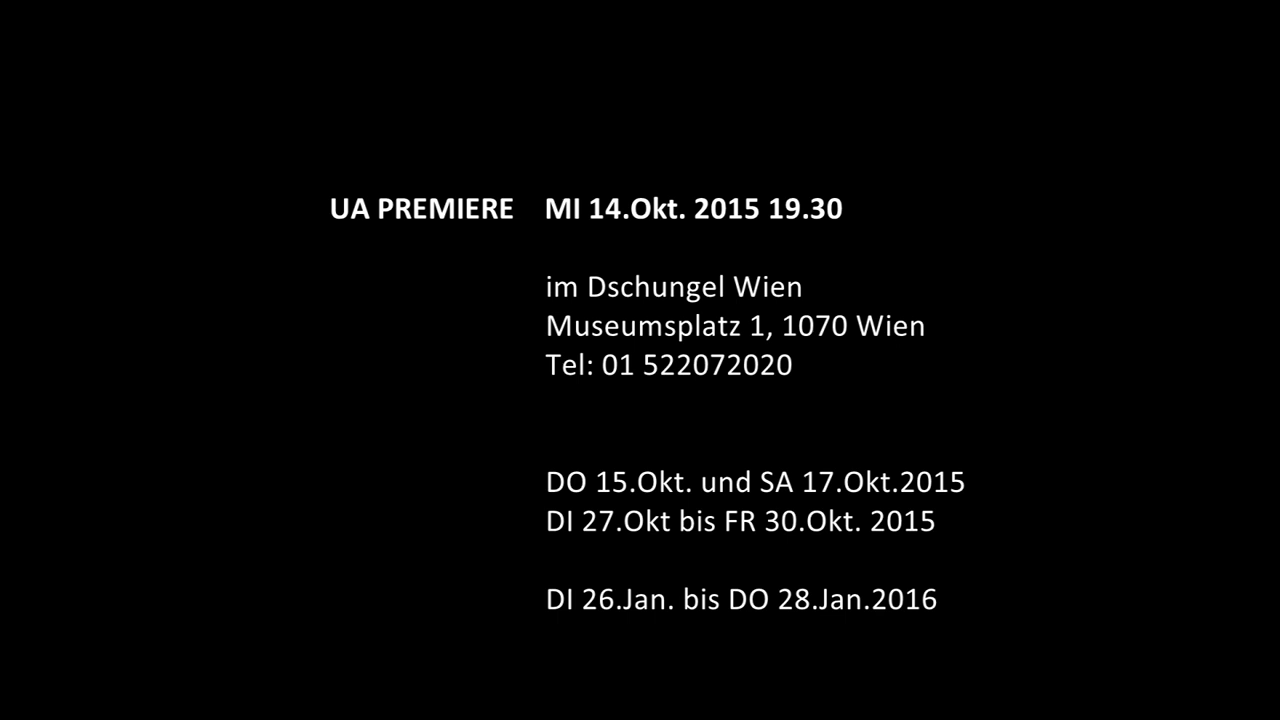 UA PREMIERE MI 14.Okt. 2015 19.30
im Dschungel Wien
Museumsplatz 1, 1070 Wien
Tel: 01 522072020
DO 15.Okt. und SA 17.Okt.2015
DI 27.Okt bis FR 30.Okt. 2015
DI 26.Jan. bis DO 28.Jan.2016